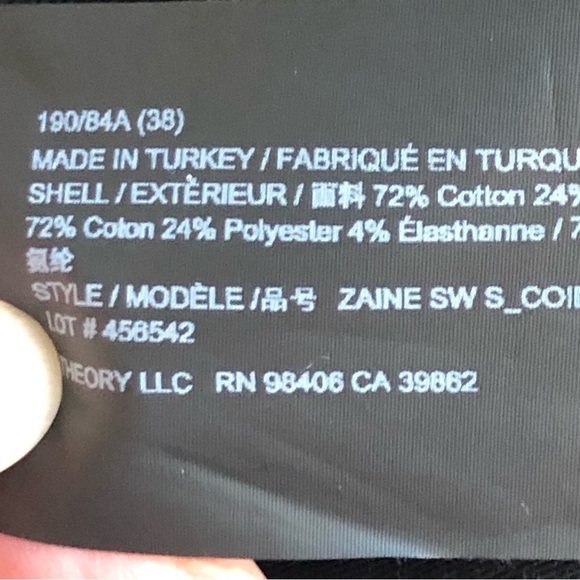 190/84A (38)
MADE IN TURKEY / FABRIQUÉ EN TURQU
SHELL / EXTÈRIEUR / 面料 72% Cotton 24%
72% Coton 24% Polyester 4% Élasthanne / 7
氨纶
STYLE / MODÈLE /品号 ZAINE SW S_COI
LOT # 456542
THEORY LLC RN 98406 CA 39862